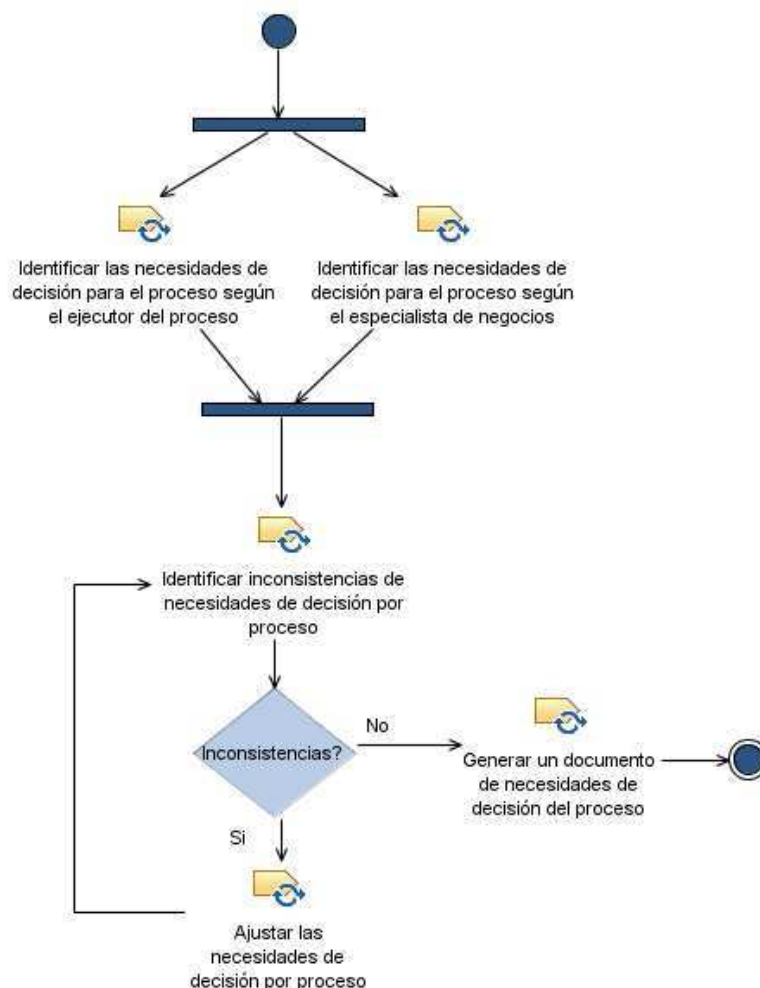 Identificar las necesidades de
decisión para el proceso según
el ejecutor del proceso
Identificar las necesidades de
decisión para el proceso según
el especialista de negocios
Identificar inconsistencias de
necesidades de decisión por
proceso
Inconsistencias?
No
Generar un documento
de necesidades de
decisión del proceso
Si
Ajustar las
necesidades de
decisión por proceso